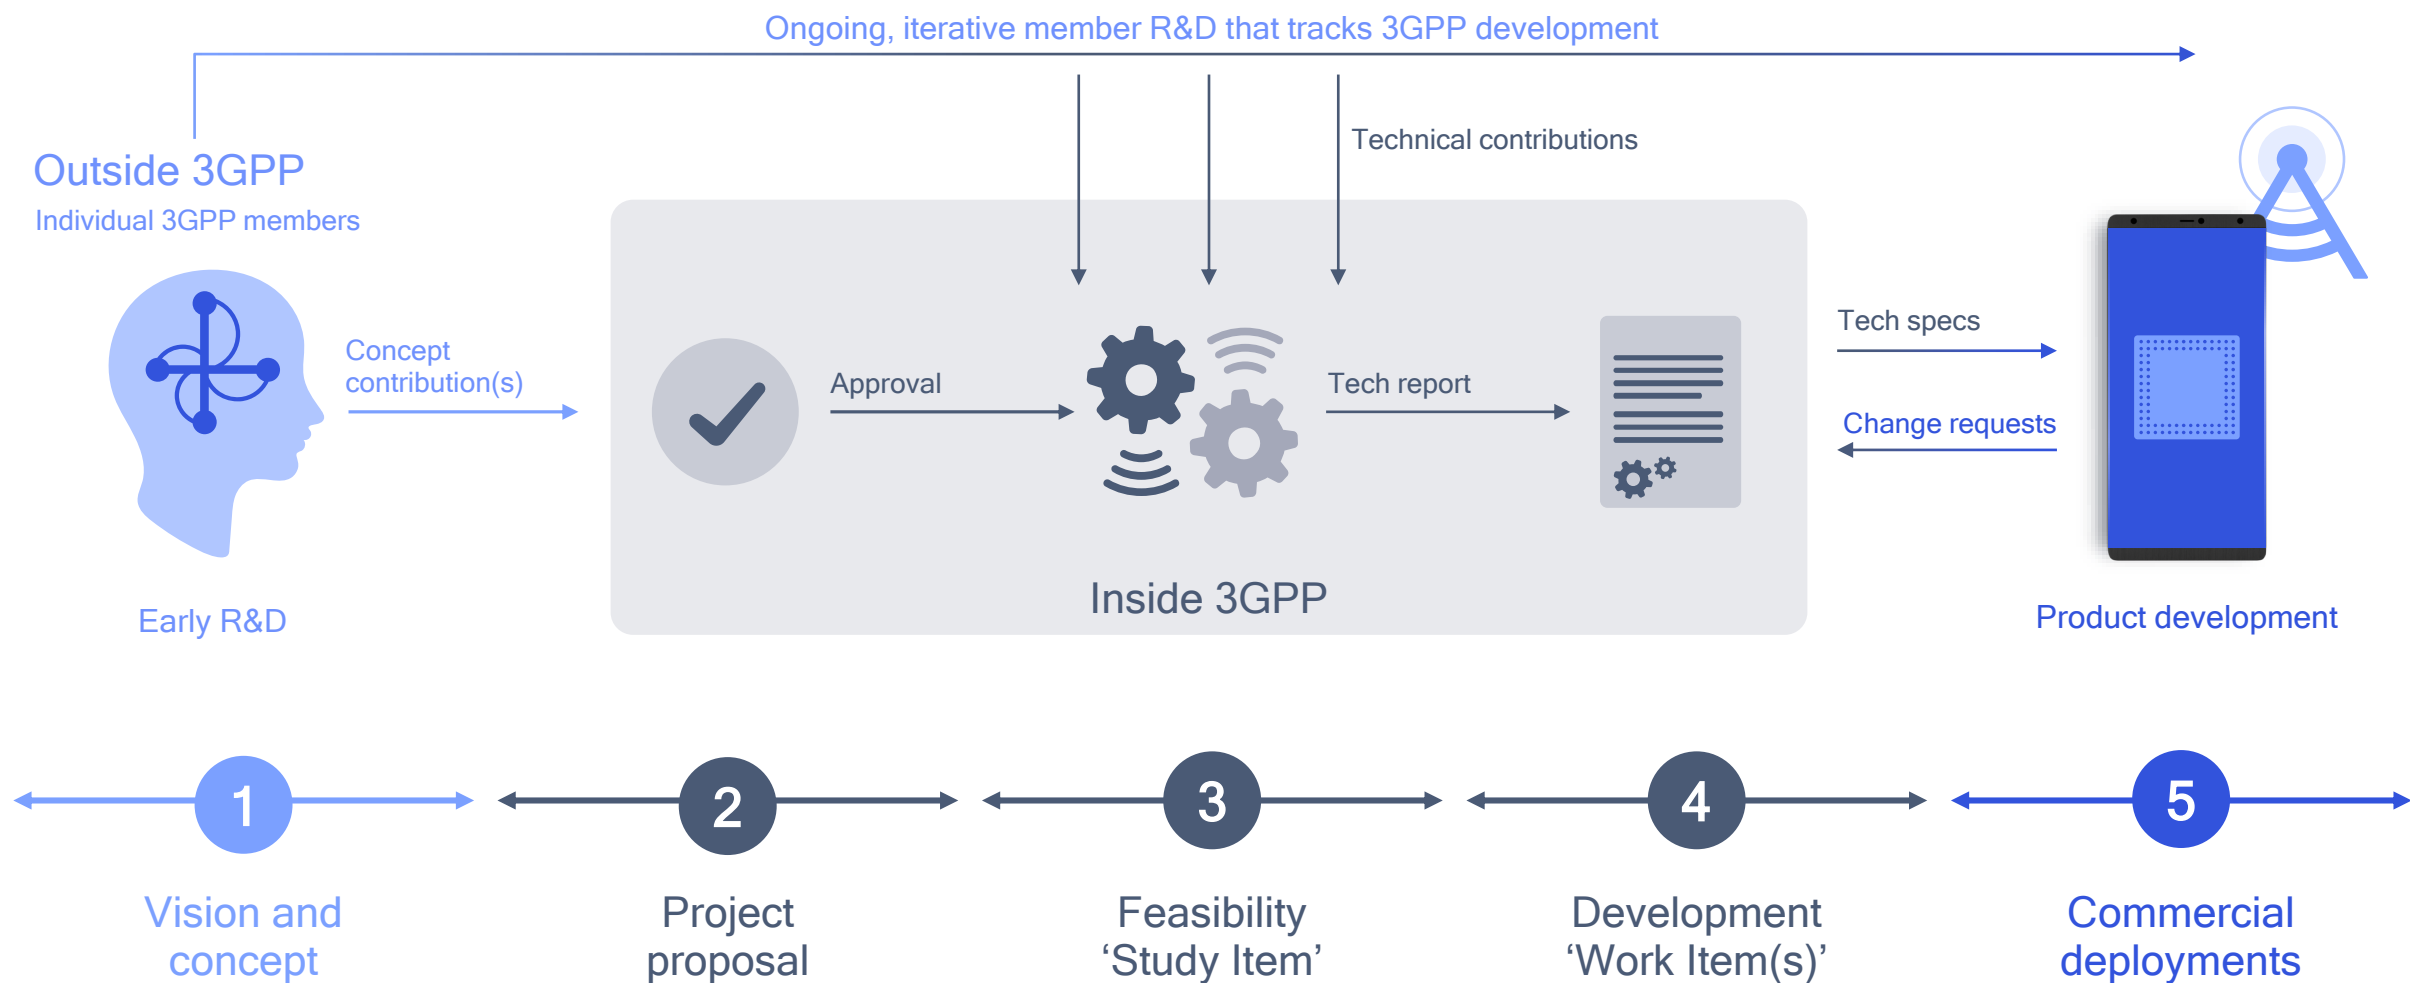 Ongoing, iterative member R&D that tracks 3GPP development
Technical contributions
Outside 3GPP
Individual 3GPP members
Concept
contribution(s)
Approval
Tech report
Tech specs
Change requests
Inside 3GPP
Early R&D
Product development
1
2
3
4
5
Vision and
concept
Project
proposal
Feasibility
‘Study Item’
Development
‘Work Item(s)’
Commercial
deployments